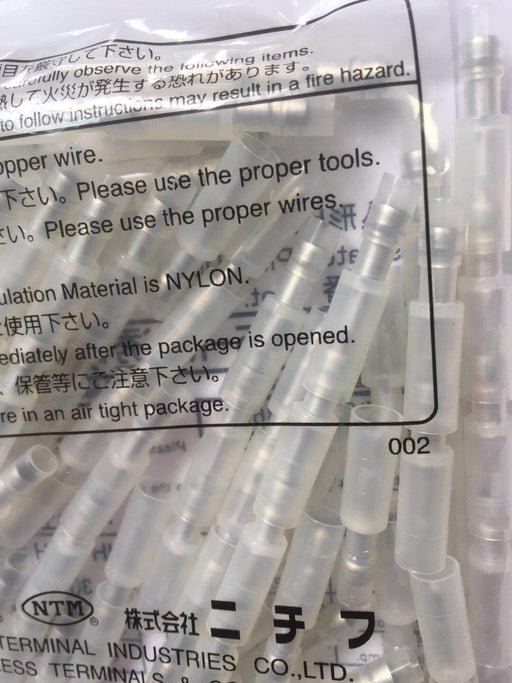 目ヲ厳守して下さい。
carefully observe the following items.
熱して火災が発生する恐れがあります。
to follow instructions may result in a fire hazard.
opper wire.
下さい。Please use the proper tools.
さい。Please use the proper wires.
ulation Material is NYLON.
ご使用下さい。
ediately after the package is opened.
、保管等にご注意下さい。
re in an air tight package.
002
NTM ® 株式会社 ニチフ
TERMINAL INDUSTRIES CO.,LTD.
ESS TERMINALS &